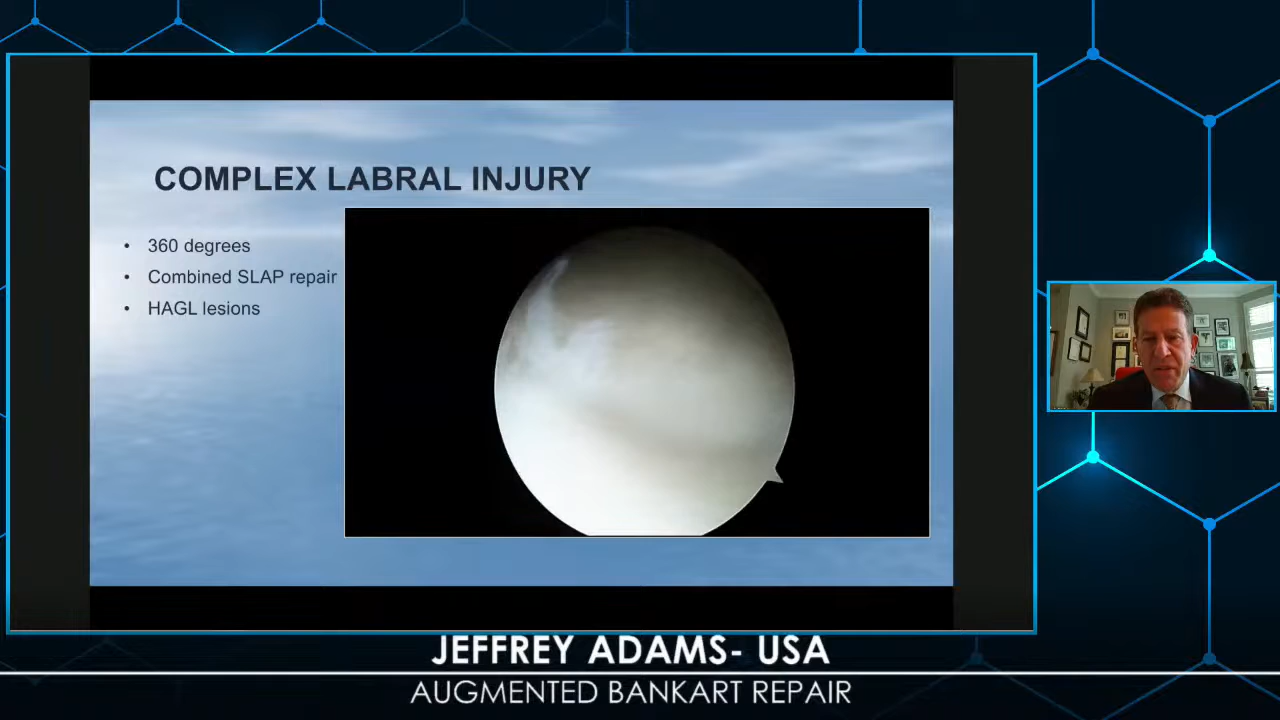 COMPLEX LABRAL INJURY
• 360 degrees
• Combined SLAP repair
• HAGL lesions
JEFFREY ADAMS- USA
AUGMENTED BANKART REPAIR